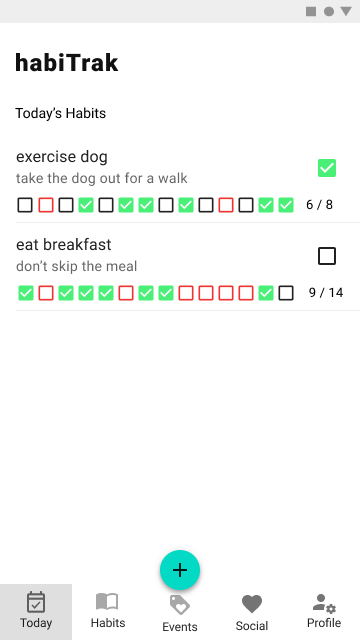 habiTrak
Today's Habits
exercise dog
take the dog out for a walk
6 / 8
eat breakfast
don't skip the meal
9 / 14
Today
Habits
Events
Social
Profile